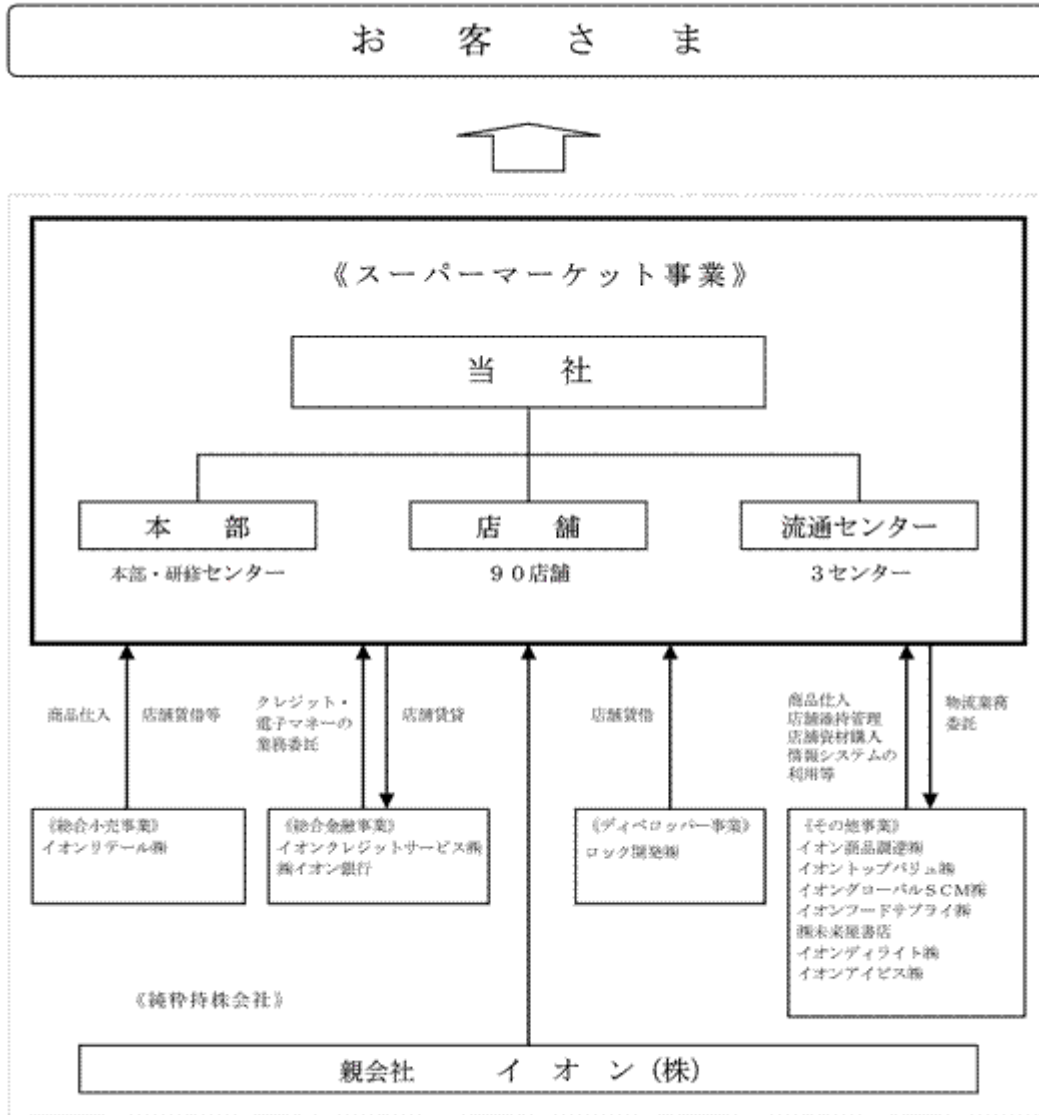 お客さま
《スーパーマーケット事業》
当社
本部
店舗
流通センター
本部・研修センター
９０店舗
３センター
商品仕入
店舗賃借等
クレジット・
電子マネーの
業務委託
店舗賃貸
店舗賃借
商品仕入
店舗維持管理
店舗資材購入
情報システムの
利用等
物流業務
委託
《総合小売事業》
イオンリテール㈱
《総合金融事業》
イオンクレジットサービス㈱
㈱イオン銀行
《ディベロッパー事業》
ロック開発㈱
《その他事業》
イオン商品調達㈱
イオントップバリュ㈱
イオングローバルＳＣＭ㈱
イオンフードサプライ㈱
㈱未来屋書店
イオンディライト㈱
イオンアイビス㈱
《純粋持株会社》
親会社　イオン（株）